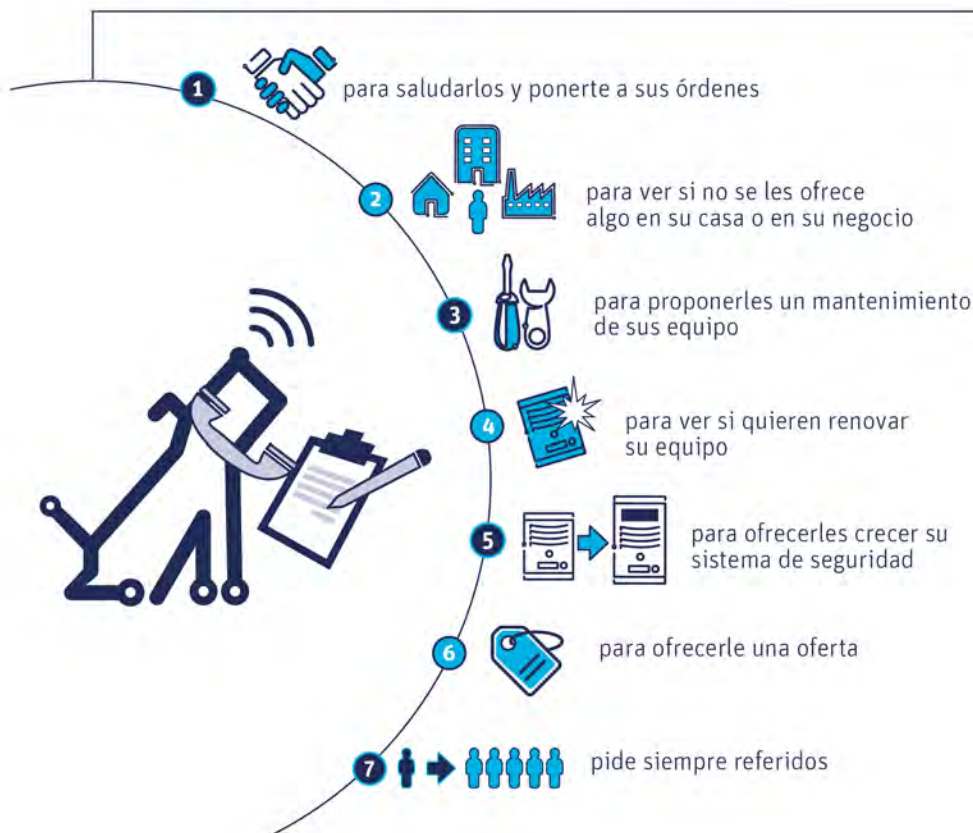 1
para saludarlos y ponerte a sus órdenes
2
para ver si no se les ofrece
algo en su casa o en su negocio
3
para proponerles un mantenimiento
de sus equipo
4
para ver si quieren renovar
su equipo
5
para ofrecerles crecer su
sistema de seguridad
6
para ofrecerle una oferta
7
pide siempre referidos